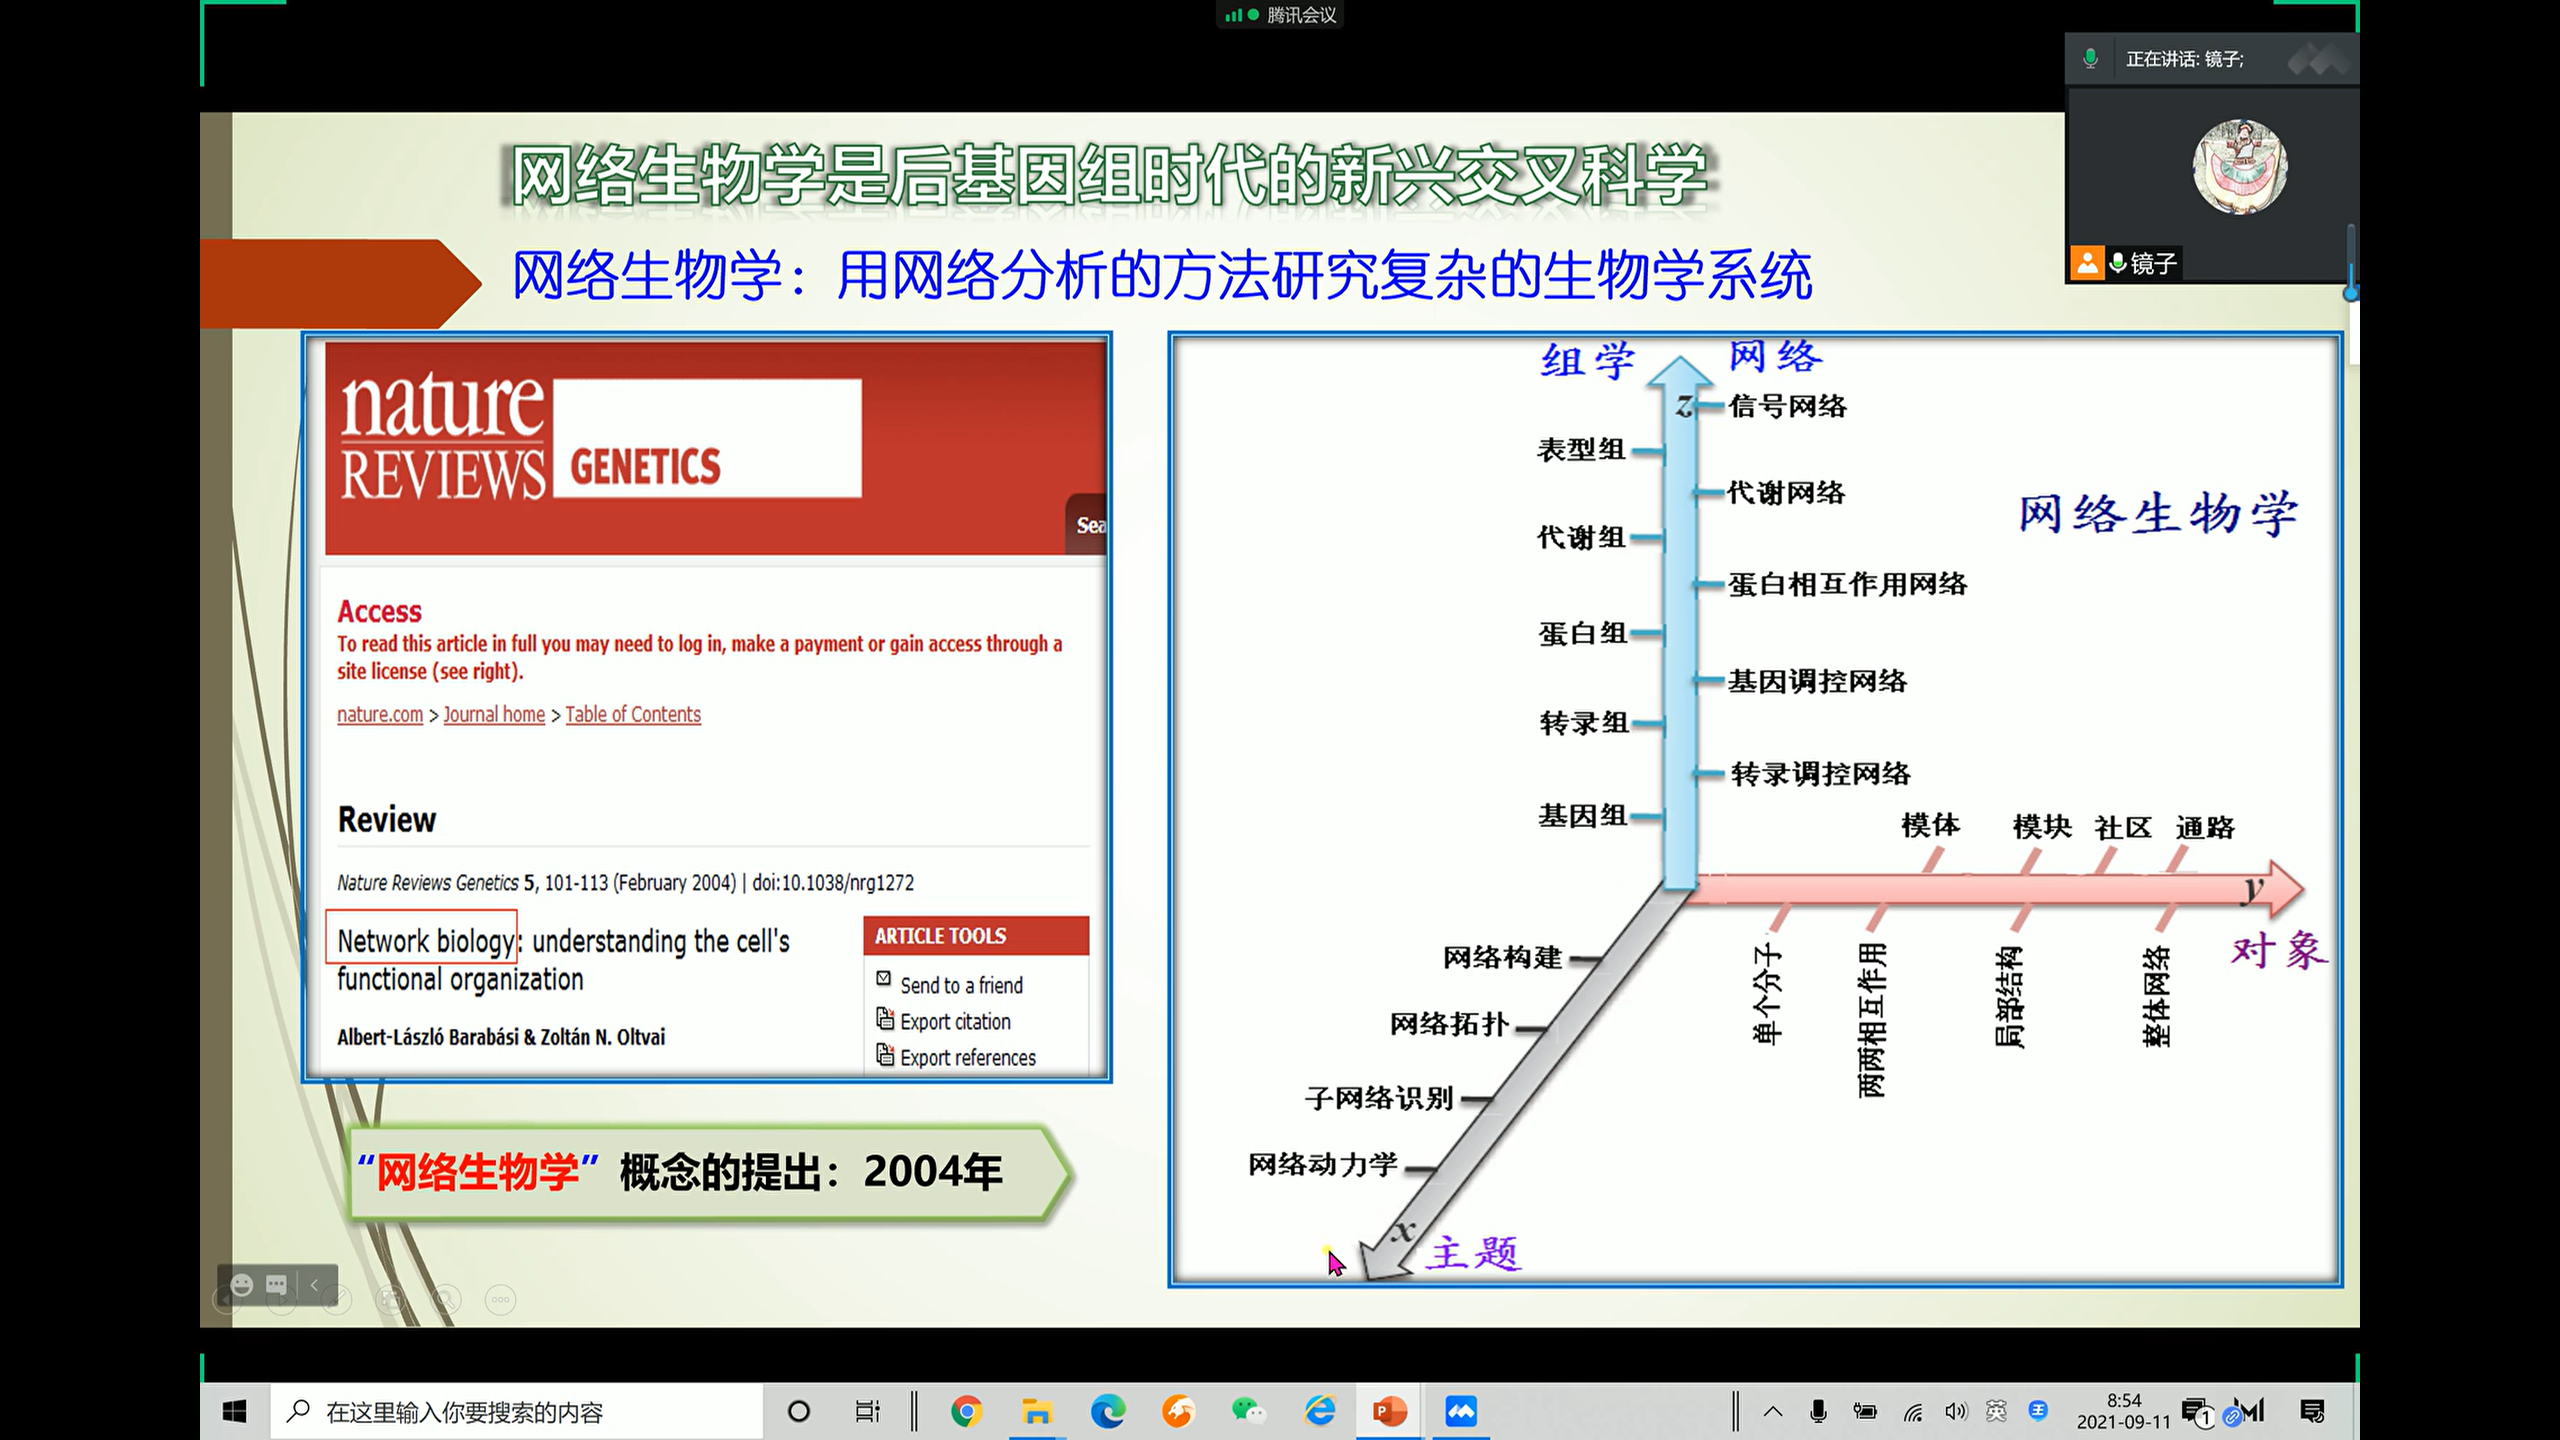 腾讯会议
正在讲话: 镜子;
镜子
网络生物学是后基因组时代的新兴交叉科学
网络生物学：用网络分析的方法研究复杂的生物学系统
nature
REVIEWS
GENETICS
Sea
Access
To read this article in full you may need to log in, make a payment or gain access through a
site license (see right).
nature.com > Journal home > Table of Contents
Review
Nature Reviews Genetics 5, 101-113 (February 2004) | doi:10.1038/nrg1272
Network biology: understanding the cell's
functional organization
Albert-László Barabási & Zoltán N. Oltvai
ARTICLE TOOLS
Send to a friend
Export citation
Export references
“网络生物学”概念的提出：2004年
组学
网络
z
信号网络
表型组
代谢网络
代谢组
蛋白相互作用网络
蛋白组
基因调控网络
转录组
转录调控网络
基因组
网络生物学
模体
模块
社区
通路
y
对象
单个分子
两两相互作用
局部结构
整体网络
网络构建
网络拓扑
子网络识别
网络动力学
x
主题
在这里输入你要搜索的内容
英
8:54
2021-09-11
1